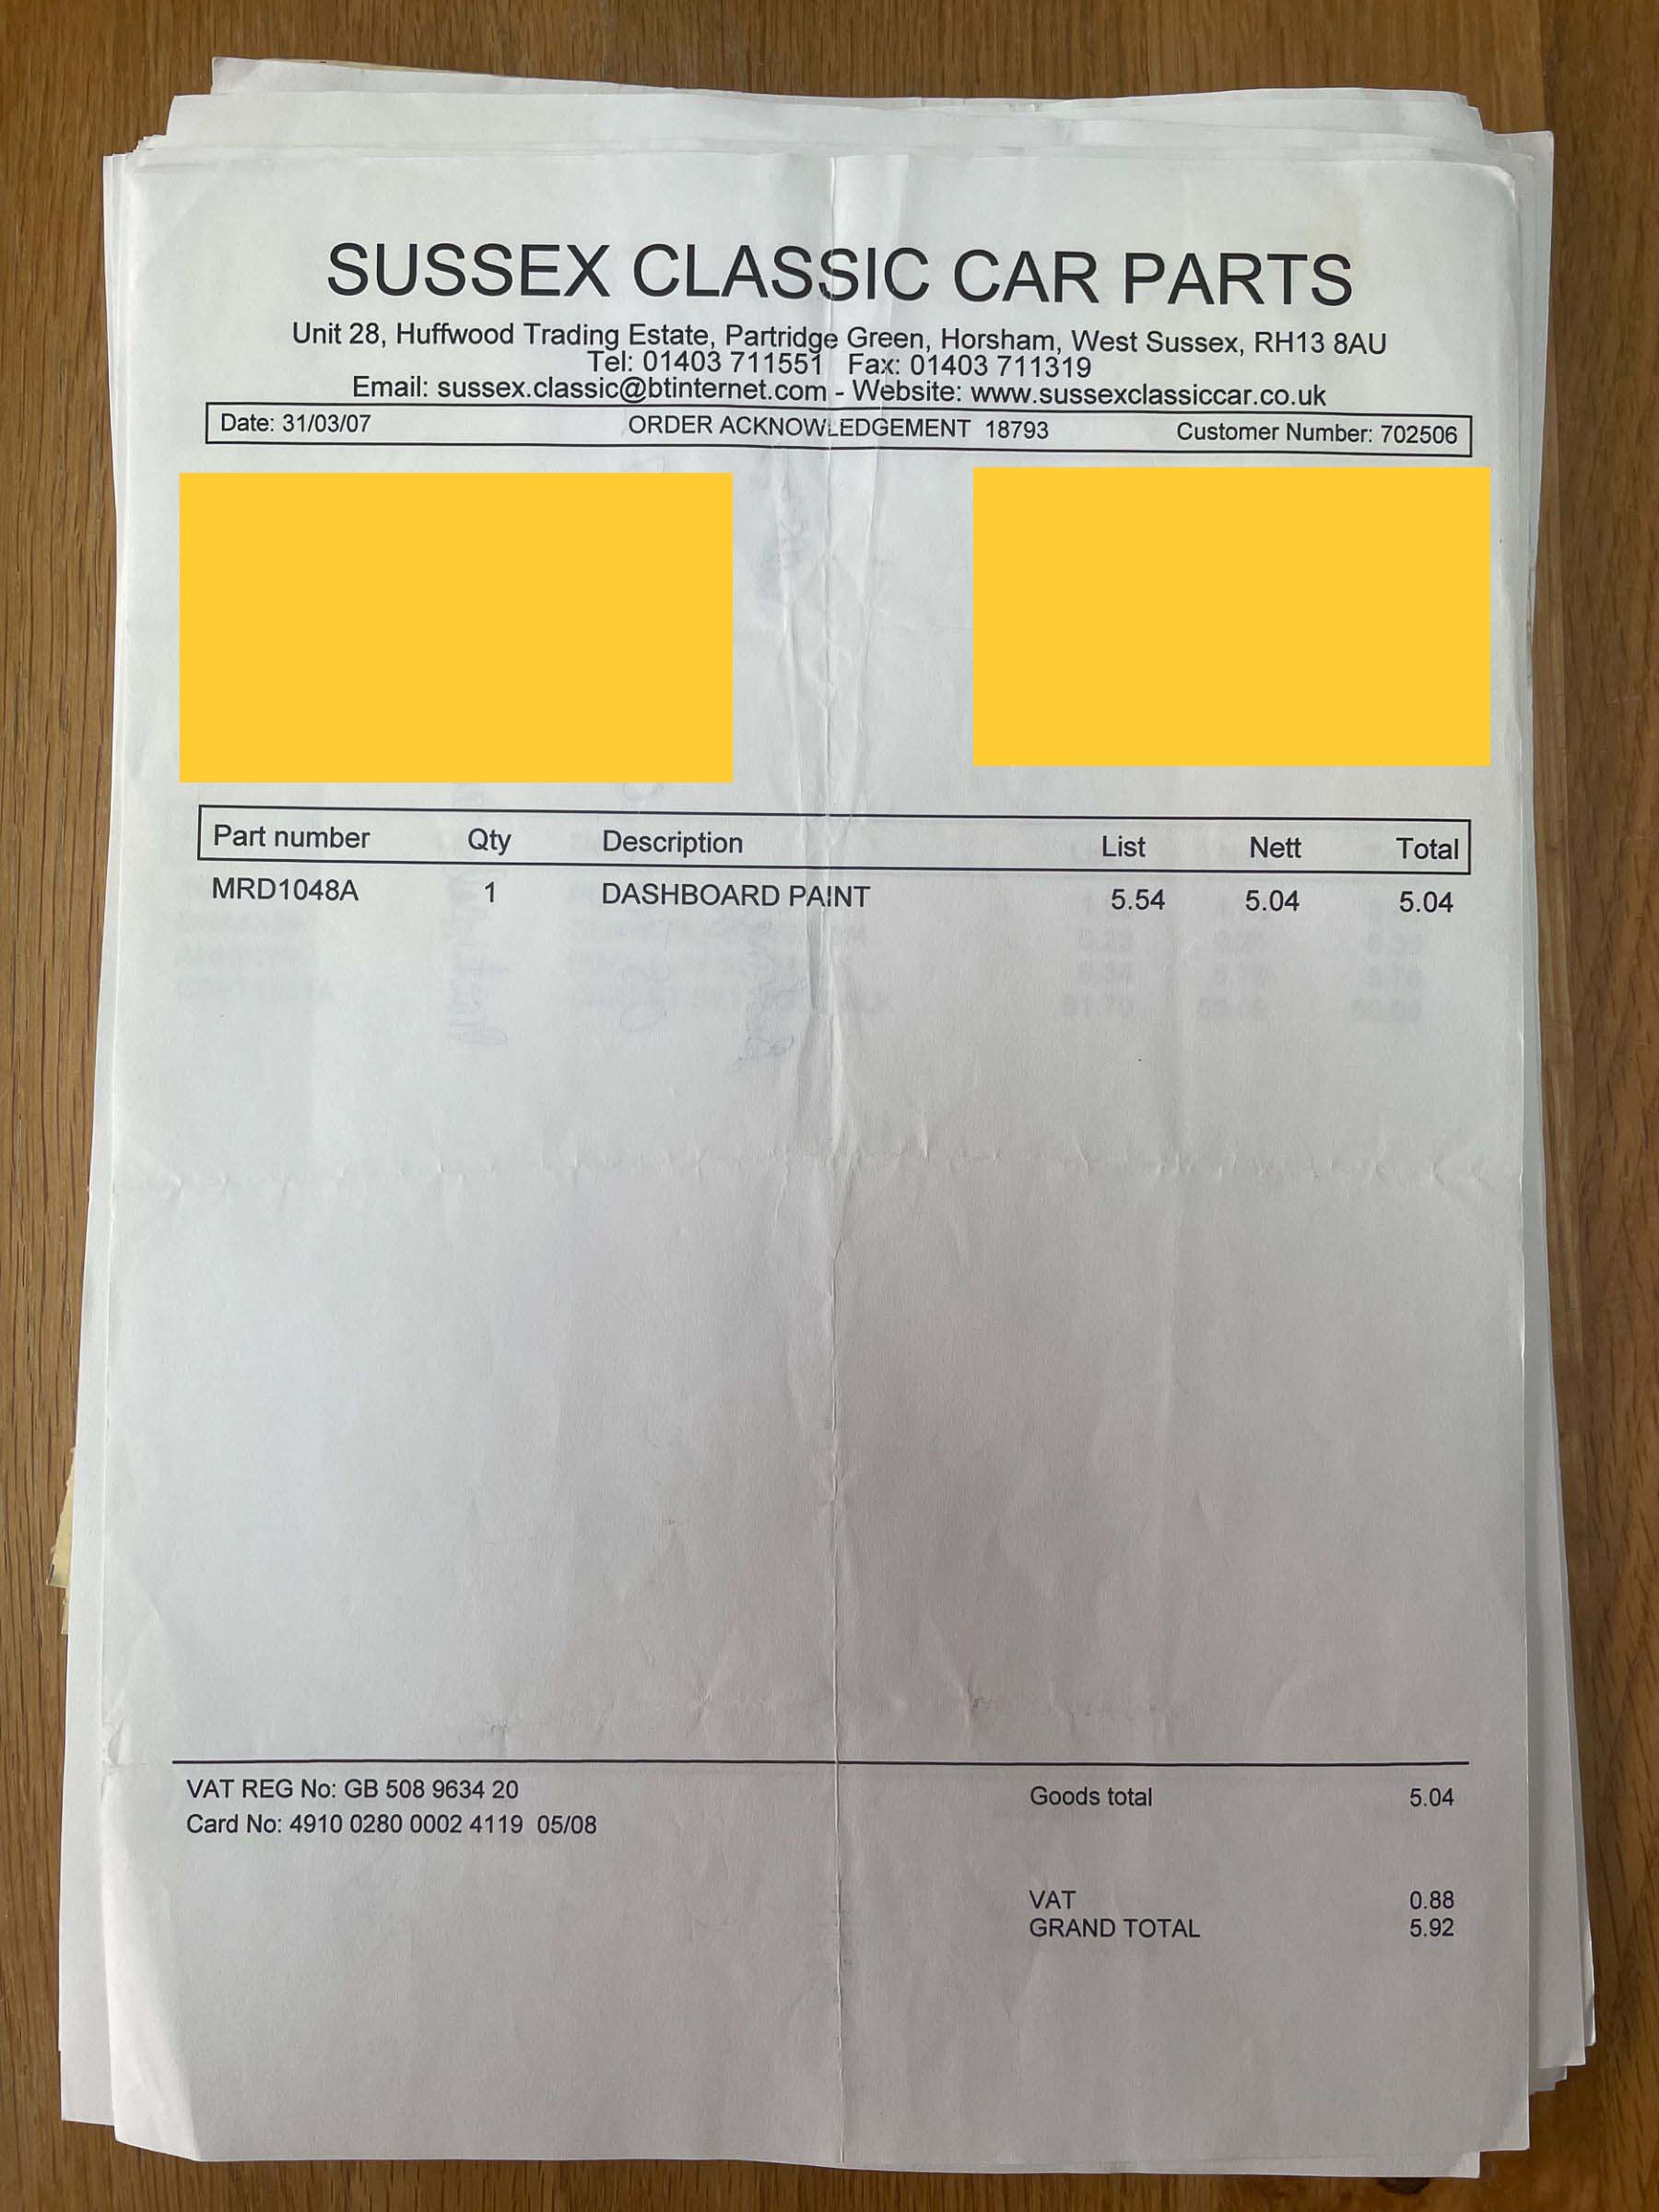 SUSSEX CLASSIC CAR PARTS
Unit 28, Huffwood Trading Estate, Partridge Green, Horsham, West Sussex, RH13 8AU
Tel: 01403 711551 Fax: 01403 711319
Email: sussex.classic@btinternet.com - Website: www.sussexclassiccar.co.uk
Date: 31/03/07 ORDER ACKNOWLEDGEMENT 18793 Customer Number: 702506
Part number Qty Description List Nett Total
MRD1048A 1 DASHBOARD PAINT 5.54 5.04 5.04
VAT REG No: GB 508 9634 20 Goods total 5.04
Card No: 4910 0280 0002 4119 05/08
VAT 0.88
GRAND TOTAL 5.92